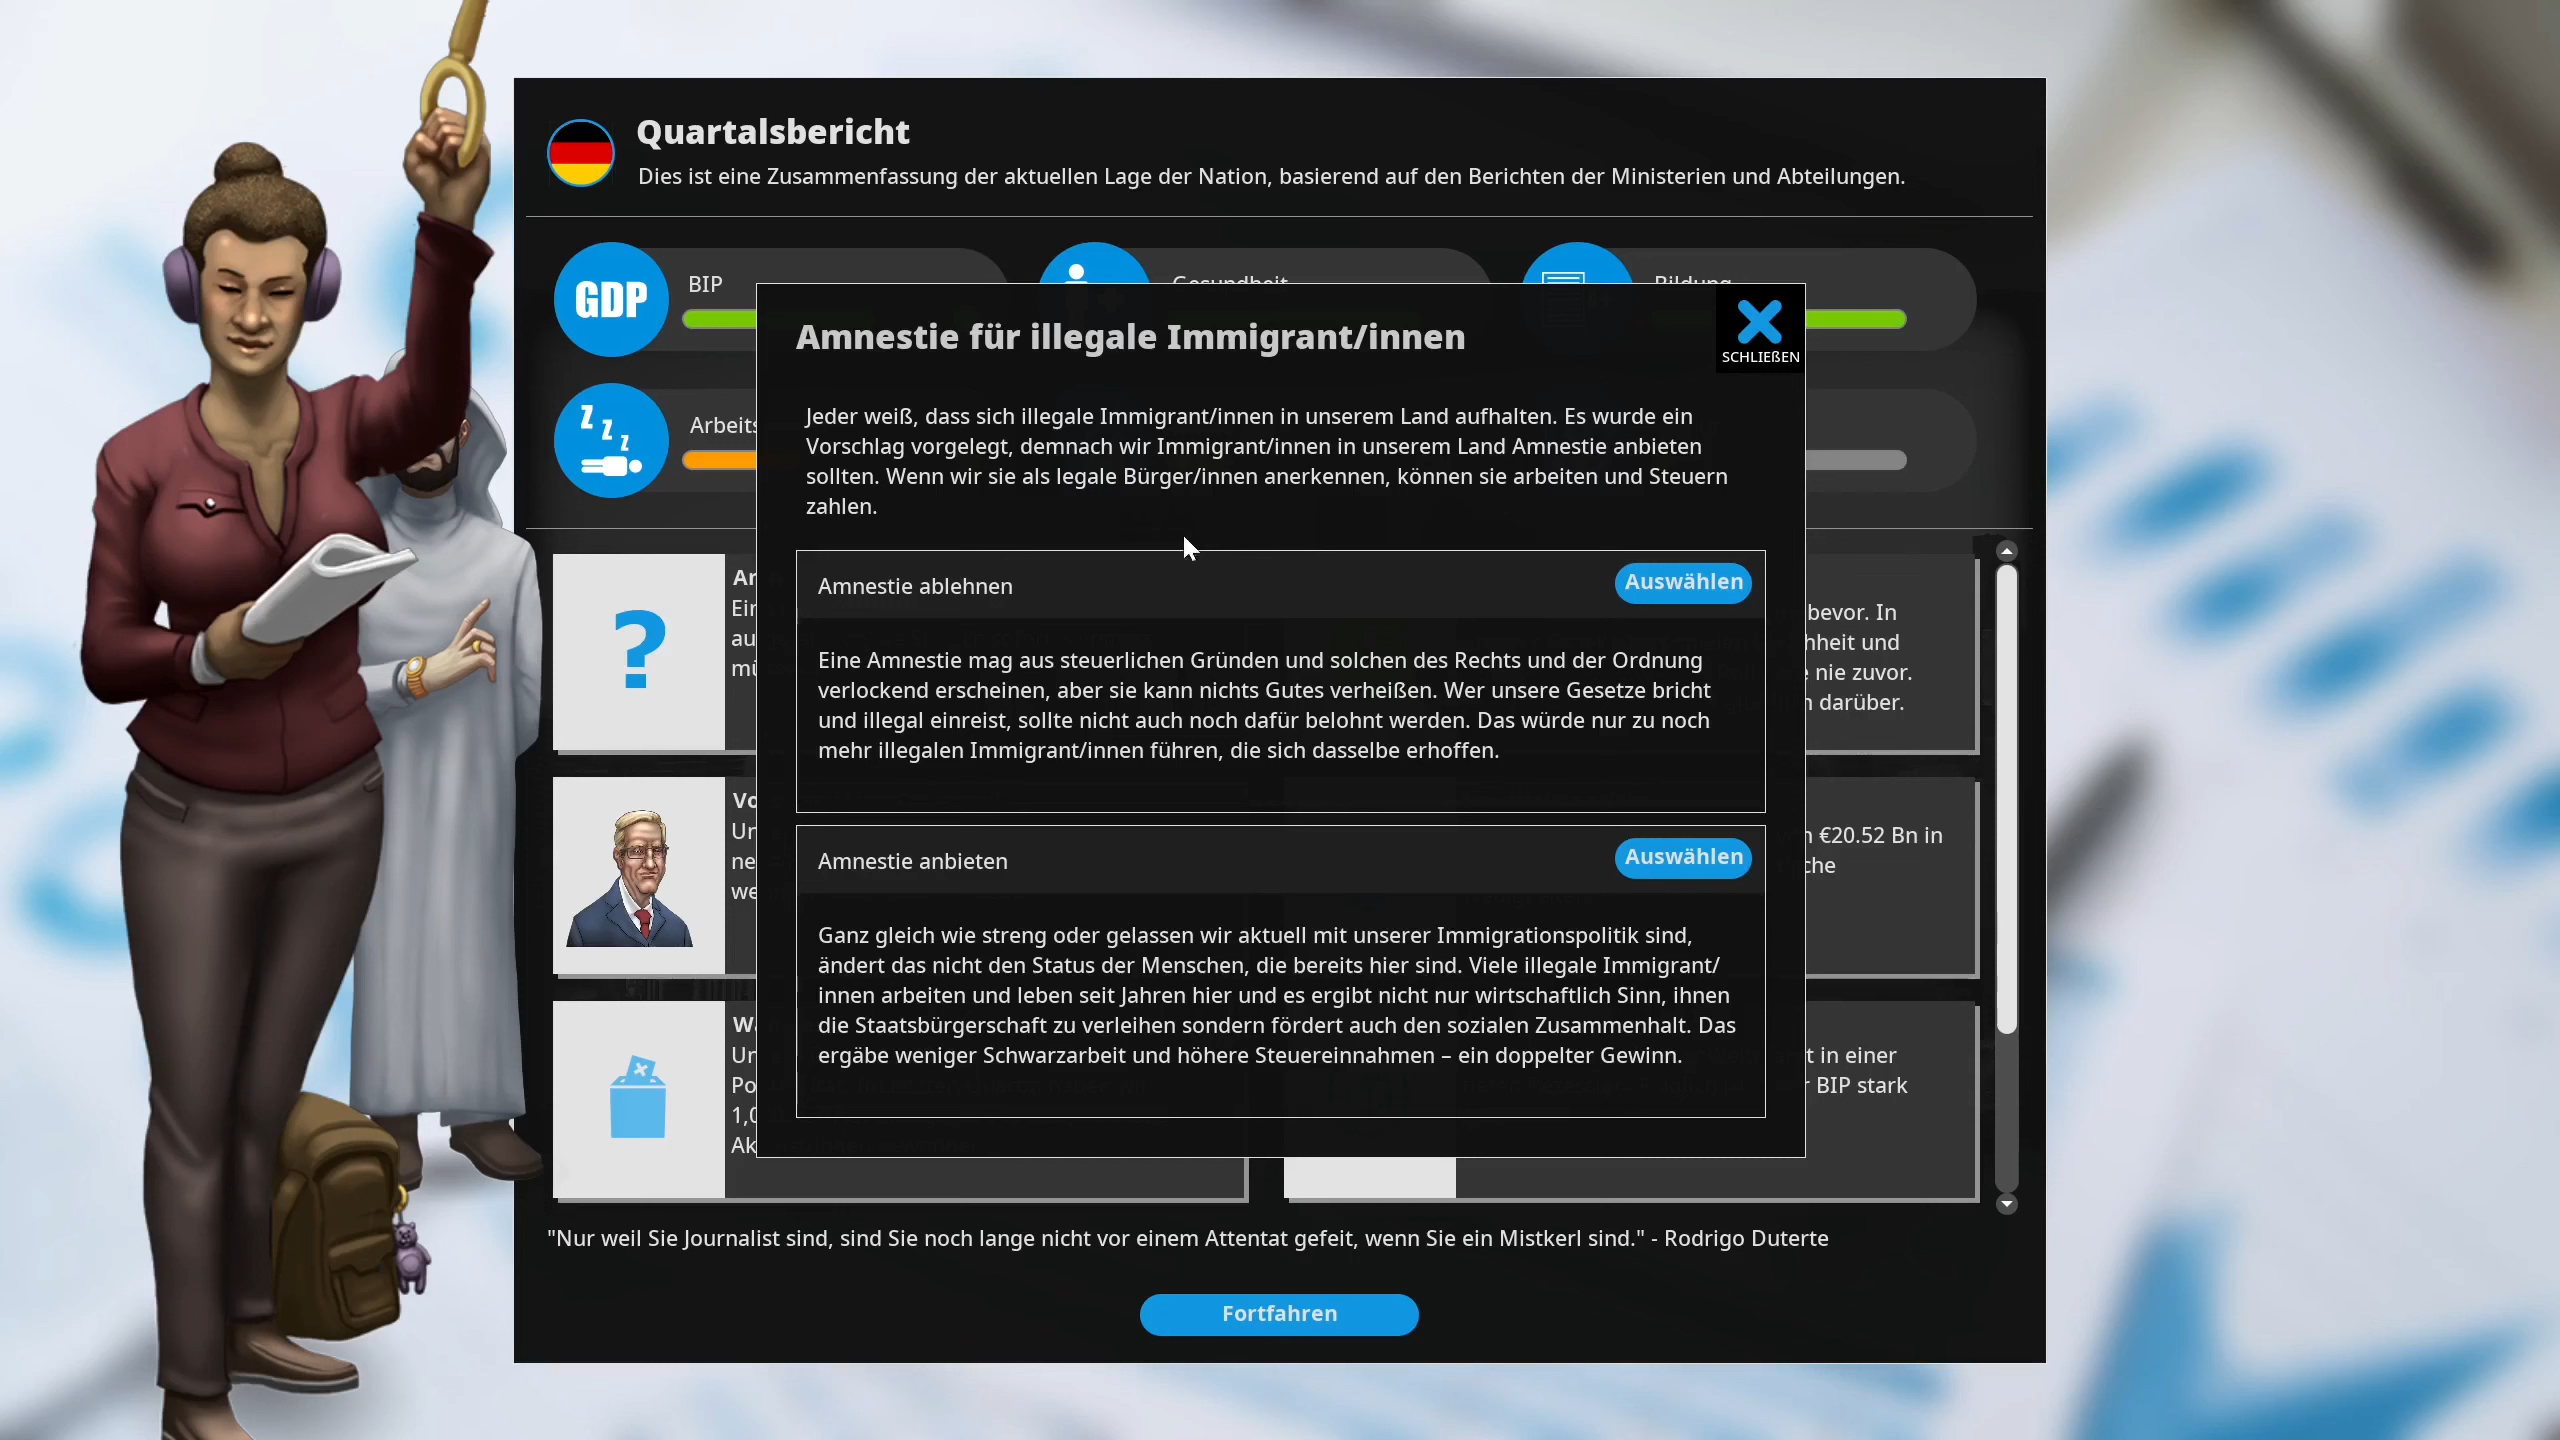 Quartalsbericht
Dies ist eine Zusammenfassung der aktuellen Lage der Nation, basierend auf den Berichten der Ministerien und Abteilungen.
GDP
BIP
Gesundheit
Bildung
Z
Z
Z
Amnestie für illegale Immigrant/innen
SCHLIEßEN
Jeder weiß, dass sich illegale Immigrant/innen in unserem Land aufhalten. Es wurde ein
Vorschlag vorgelegt, demnach wir Immigrant/innen in unserem Land Amnestie anbieten
sollten. Wenn wir sie als legale Bürger/innen anerkennen, können sie arbeiten und Steuern
zahlen.
Amnestie ablehnen
Auswählen
Eine Amnestie mag aus steuerlichen Gründen und solchen des Rechts und der Ordnung
verlockend erscheinen, aber sie kann nichts Gutes verheißen. Wer unsere Gesetze bricht
und illegal einreist, sollte nicht auch noch dafür belohnt werden. Das würde nur zu noch
mehr illegalen Immigrant/innen führen, die sich dasselbe erhoffen.
Amnestie anbieten
Auswählen
Ganz gleich wie streng oder gelassen wir aktuell mit unserer Immigrationspolitik sind,
ändert das nicht den Status der Menschen, die bereits hier sind. Viele illegale Immigrant/
innen arbeiten und leben seit Jahren hier und es ergibt nicht nur wirtschaftlich Sinn, ihnen
die Staatsbürgerschaft zu verleihen sondern fördert auch den sozialen Zusammenhalt. Das
ergäbe weniger Schwarzarbeit und höhere Steuereinnahmen – ein doppelter Gewinn.
?
bevor. In
und
nie zuvor.
darüber.
€20.52 Bn in
in einer
BIP stark
"Nur weil Sie Journalist sind, sind Sie noch lange nicht vor einem Attentat gefeit, wenn Sie ein Mistkerl sind." - Rodrigo Duterte
Fortfahren